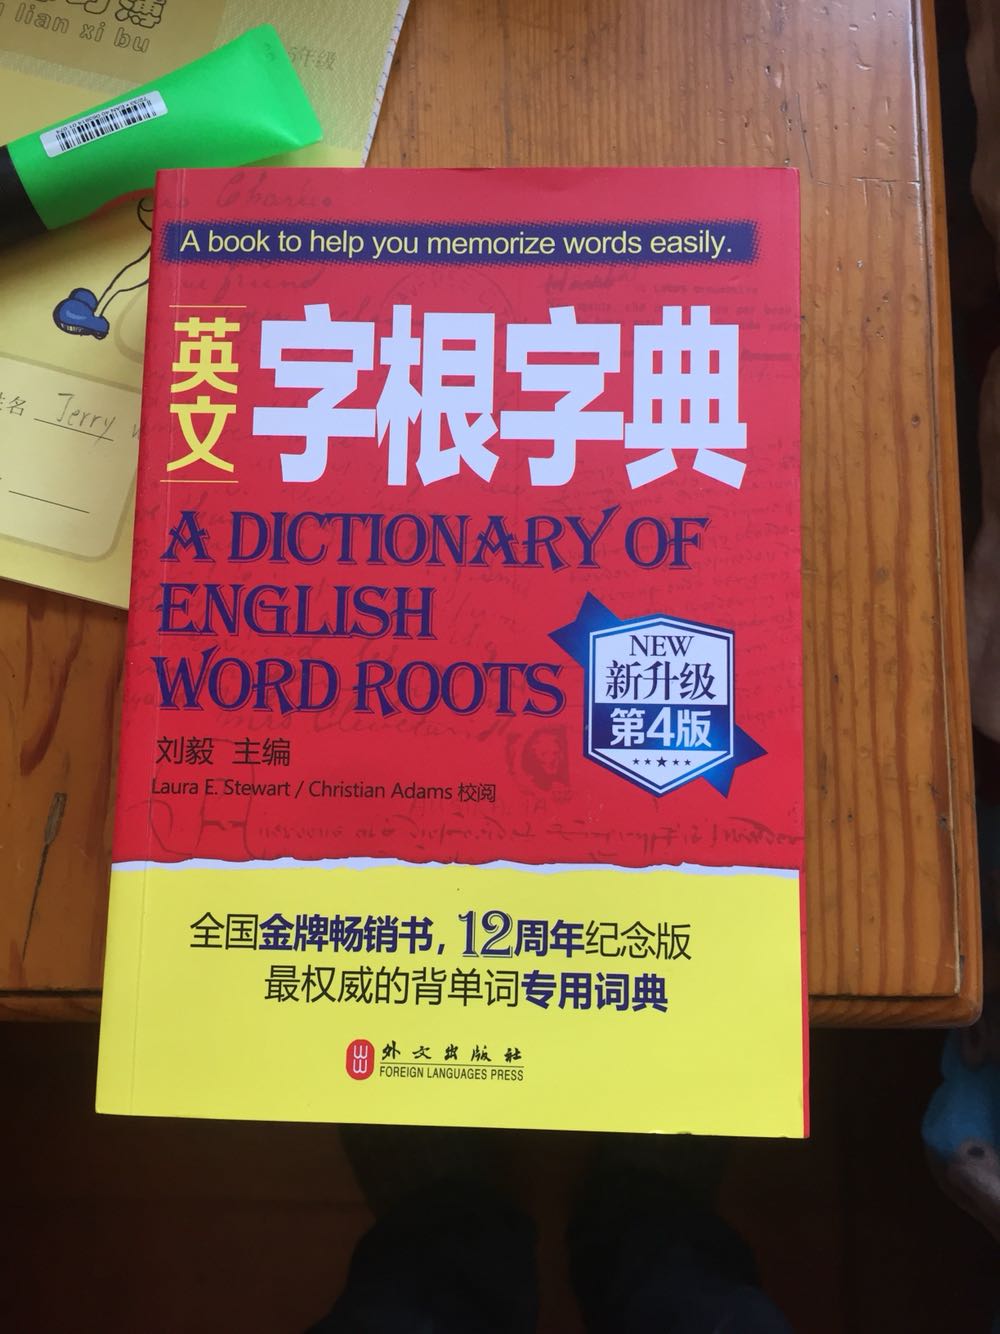 lian xi bu
年级
A book to help you memorize words easily.
英文
字根字典
A DICTIONARY OF
ENGLISH
WORD ROOTS
NEW
新升级
第4版
刘毅 主编
Laura E. Stewart / Christian Adams 校阅
全国金牌畅销书，12周年纪念版
最权威的背单词专用词典
外文出版社
FOREIGN LANGUAGES PRESS
名 Jerry